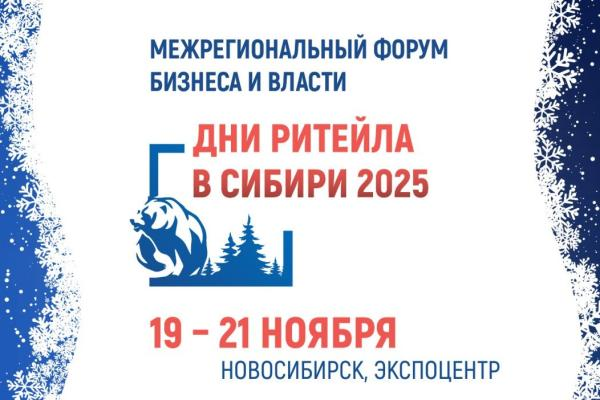 МЕЖРЕГИОНАЛЬНЫЙ ФОРУМ
БИЗНЕСА И ВЛАСТИ
ДНИ РИТЕЙЛА
В СИБИРИ 2025
19 – 21 НОЯБРЯ
НОВОСИБИРСК, ЭКСПОЦЕНТР